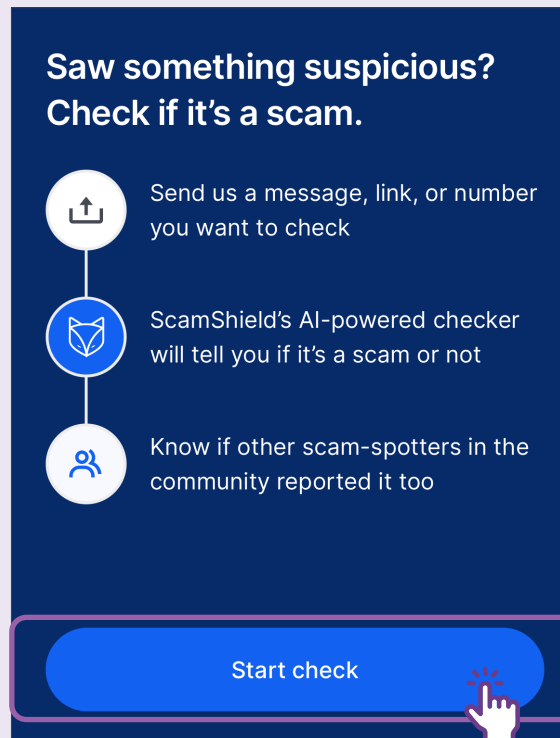 Saw something suspicious?
Check if it’s a scam.
Send us a message, link, or number
you want to check
ScamShield’s AI-powered checker
will tell you if it’s a scam or not
Know if other scam-spotters in the
community reported it too
Start check